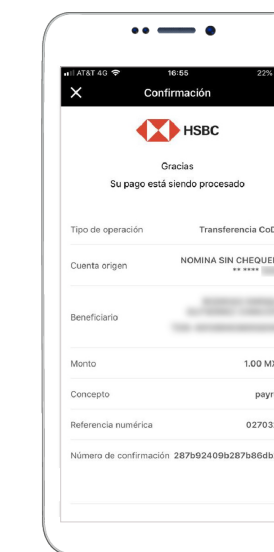 AT&T 4G 16:55 22%
Confirmación
HSBC
Gracias
Su pago está siendo procesado
Tipo de operación Transferencia CoD
Cuenta origen NOMINA SIN CHEQUE
** ****
Beneficiario
Monto 1.00 MX
Concepto payr
Referencia numérica 02703
Número de confirmación 287b92409b287b86db